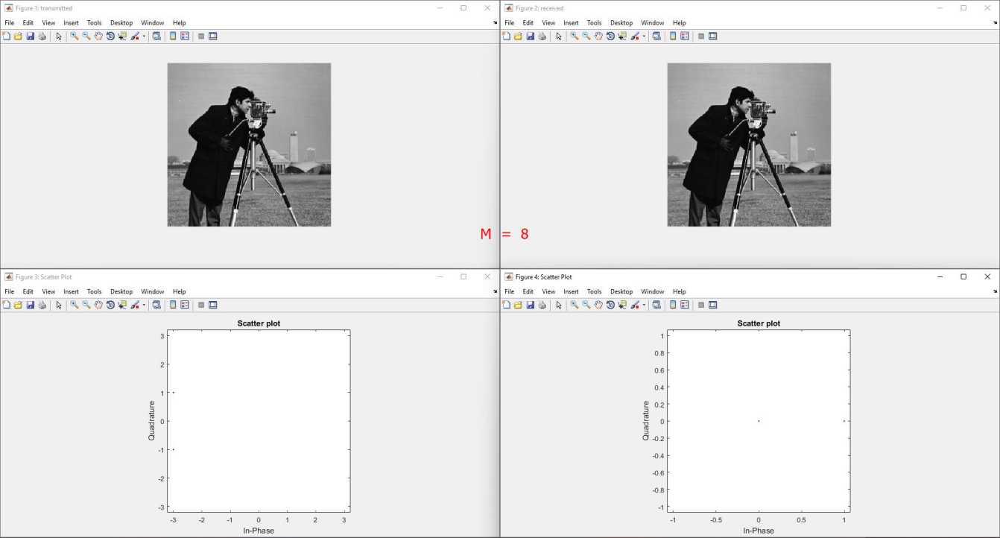 Figure 1: transmitted
File Edit View Insert Tools Desktop Window Help
Figure 2: received
File Edit View Insert Tools Desktop Window Help
M = 8
Figure 3: Scatter Plot
File Edit View Insert Tools Desktop Window Help
Scatter plot
3
2
1
0
-1
-2
-3
Quadrature
-3 -2 -1 0 1 2 3
In-Phase
Figure 4: Scatter Plot
File Edit View Insert Tools Desktop Window Help
Scatter plot
1
0.8
0.6
0.4
0.2
0
-0.2
-0.4
-0.6
-0.8
-1
Quadrature
-1 -0.5 0 0.5 1
In-Phase